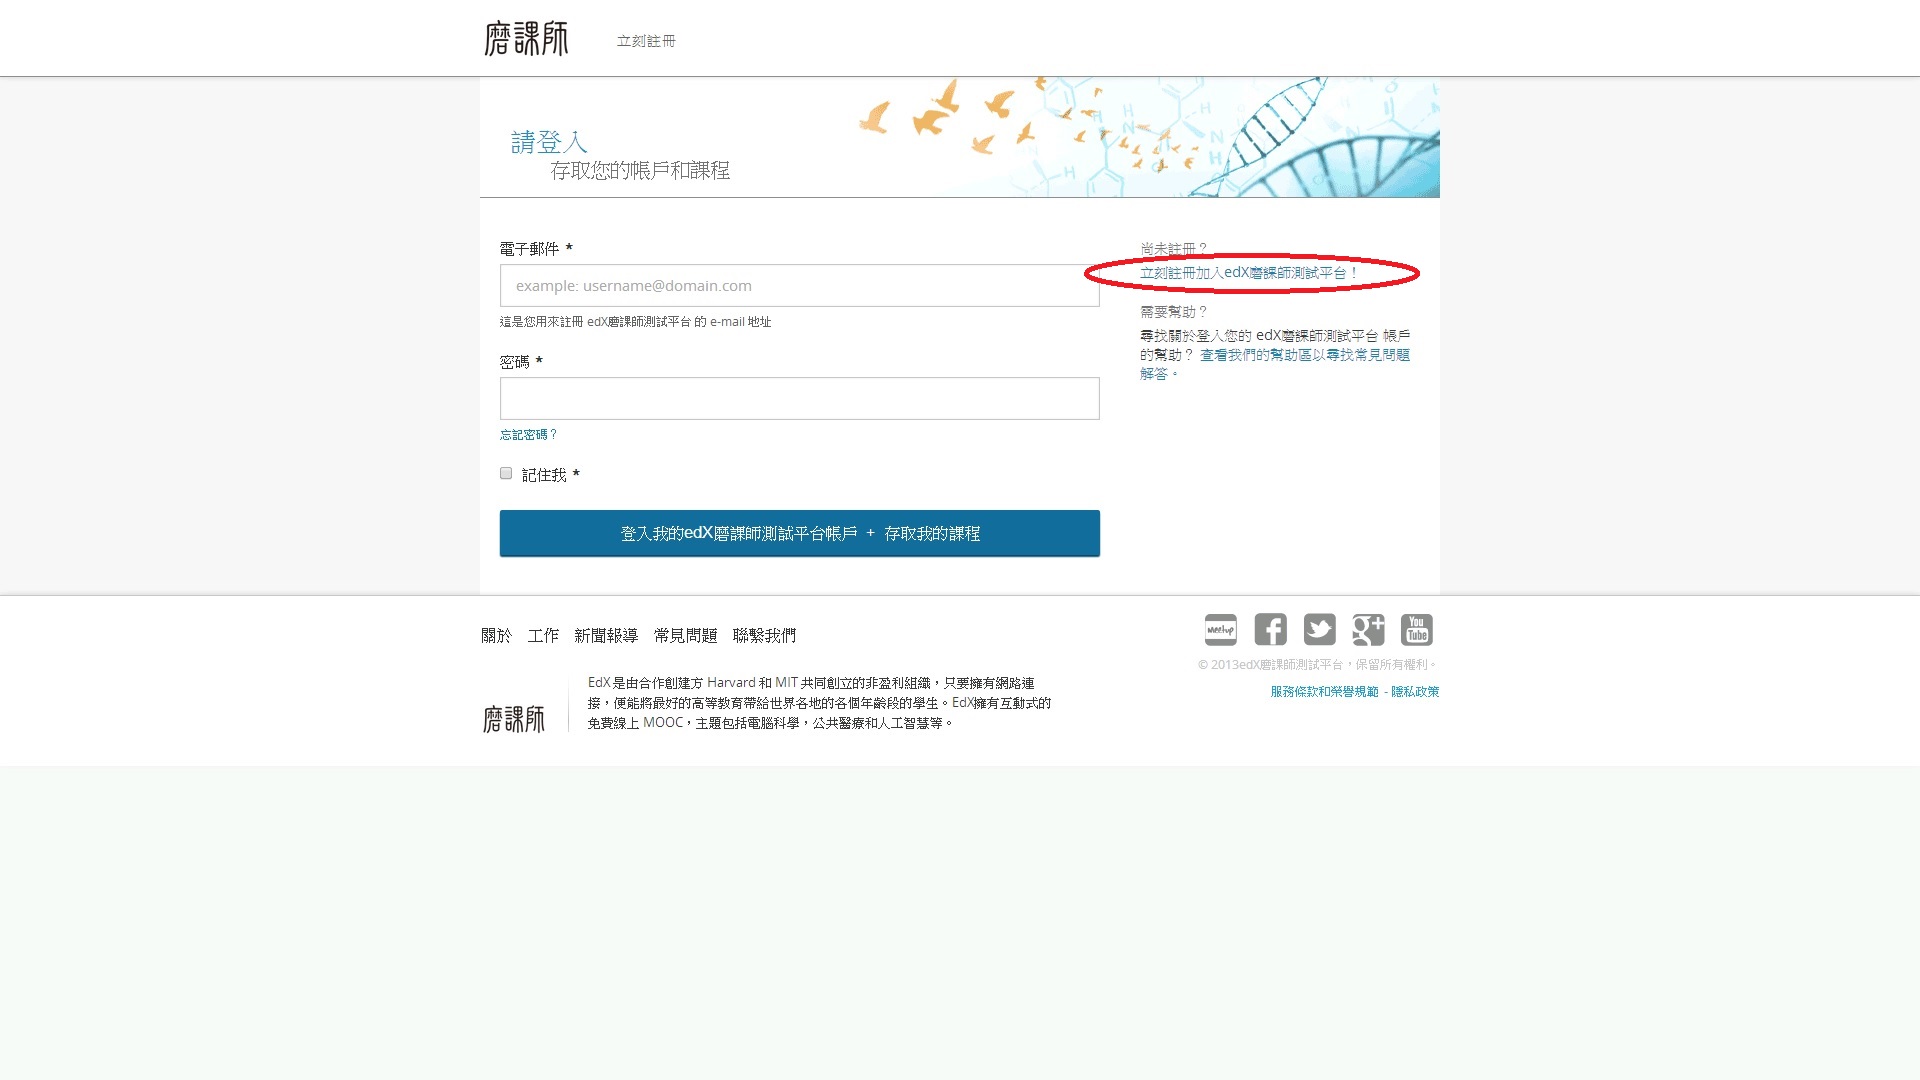 磨課師
立刻註冊
請登入
存取您的帳戶和課程
電子郵件 *
example: username@domain.com
這是您用來註冊 edX磨課師測試平台 的 e-mail 地址
密碼 *
忘記密碼？
記住我 *
登入我的edX磨課師測試平台帳戶 + 存取我的課程
尚未註冊？
立刻註冊加入edX磨課師測試平台！
需要幫助？
尋找關於登入您的 edX磨課師測試平台 帳戶
的幫助？ 查看我們的幫助區以尋找常見問題
解答。
關於 工作 新聞報導 常見問題 聯繫我們
磨課師
EdX 是由合作創建方 Harvard 和 MIT 共同創立的非盈利組織，只要擁有網路連
接，便能將最好的高等教育帶給世界各地的各個年齡段的學生。EdX擁有互動式的
免費線上 MOOC，主題包括電腦科學，公共醫療和人工智慧等。
meetup f g+ You Tube
© 2013edX磨課師測試平台，保留所有權利。
服務條款和榮譽規範 - 隱私政策
H
N
H
N
H
N
H
H